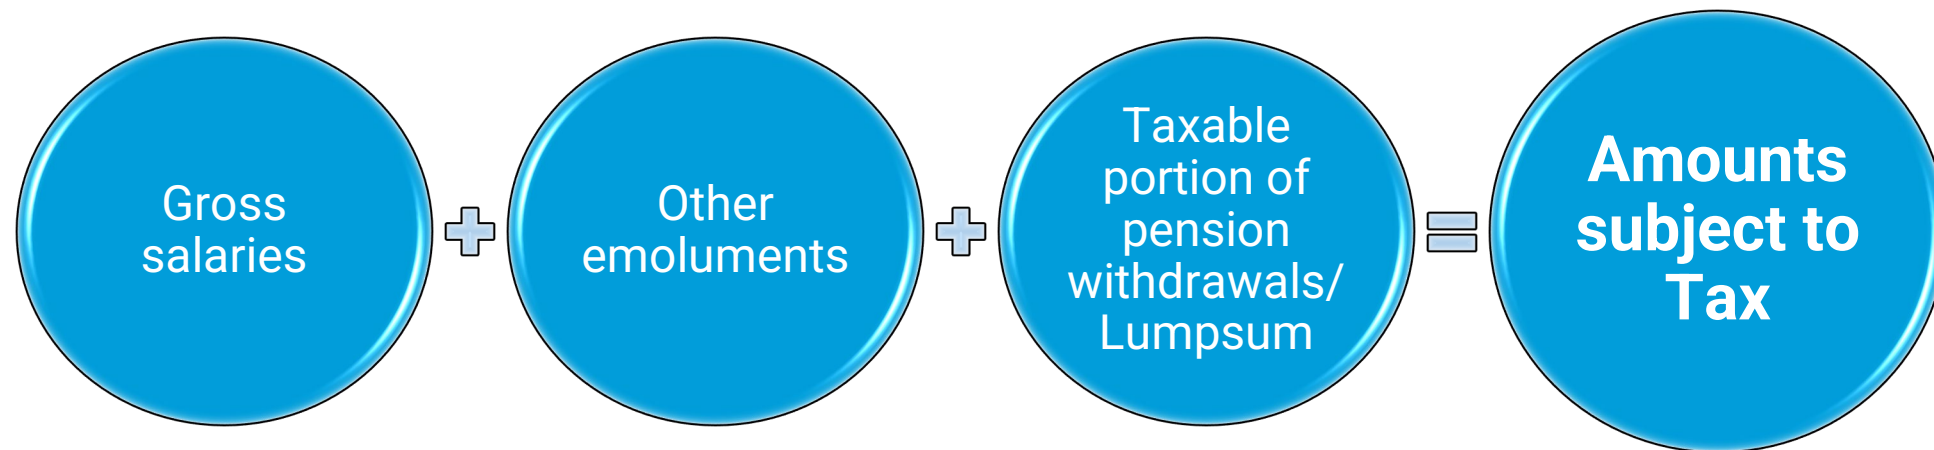 Gross
salaries
Other
emoluments
Taxable
portion of
pension
withdrawals/
Lumpsum
Amounts
subject to
Tax